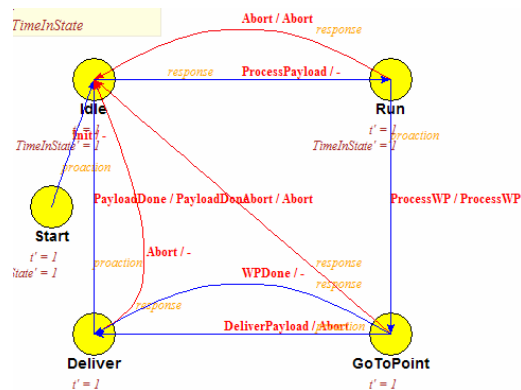 TimeInState
Abort / Abort
response
response
ProcessPayload / -
Idle
Run
t' = 1
Init / -
TimeInState' = 1
t' = 1
proaction
TimeInState' = 1
proaction
PayloadDone / PayloadDone
Abort / Abort
ProcessWP / ProcessWP
Start
t' = 1
State' = 1
Abort / -
proaction
response
WPDone / -
response
response
DeliverPayload / Abort
proaction
Deliver
GoToPoint
t' = 1
t' = 1